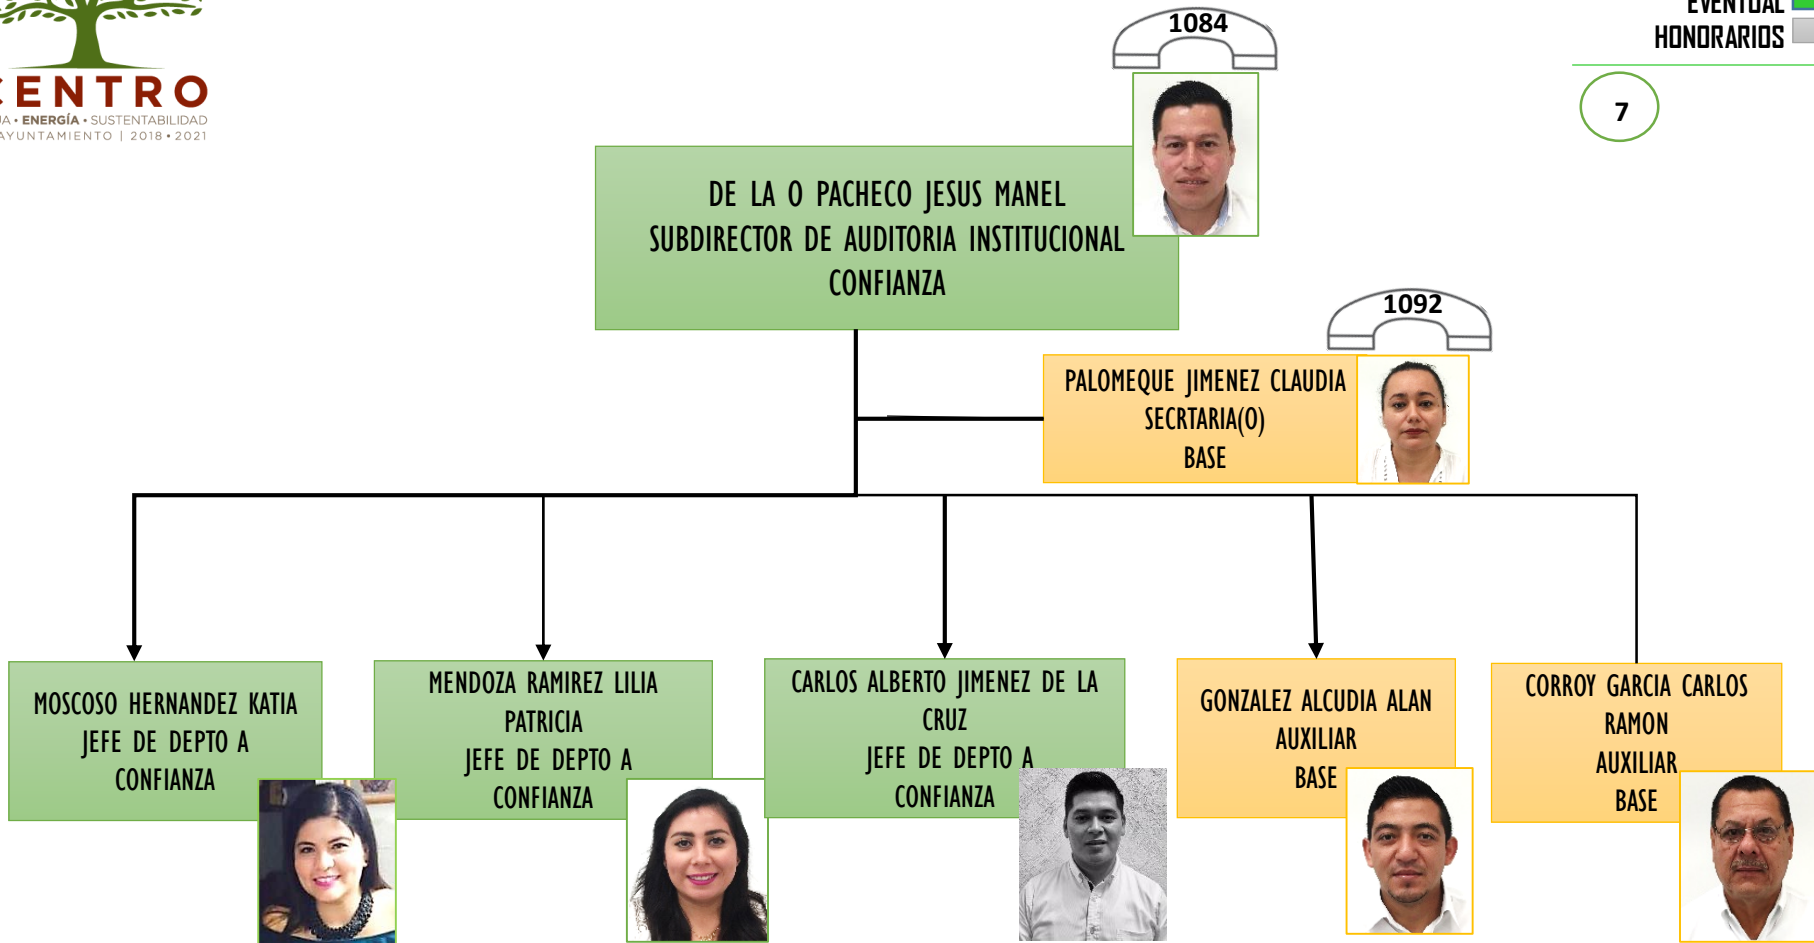 CENTRO
ENERGÍA • SUSTENTABILIDAD
AYUNTAMIENTO | 2018 • 2021
1084
EVENTUAL
HONORARIOS
7
DE LA O PACHECO JESUS MANEL
SUBDIRECTOR DE AUDITORIA INSTITUCIONAL
CONFIANZA
1092
PALOMEQUE JIMENEZ CLAUDIA
SECRTARIA(O)
BASE
MOSCOSO HERNANDEZ KATIA
JEFE DE DEPTO A
CONFIANZA
MENDOZA RAMIREZ LILIA
PATRICIA
JEFE DE DEPTO A
CONFIANZA
CARLOS ALBERTO JIMENEZ DE LA
CRUZ
JEFE DE DEPTO A
CONFIANZA
GONZALEZ ALCUDIA ALAN
AUXILIAR
BASE
CORROY GARCIA CARLOS
RAMON
AUXILIAR
BASE